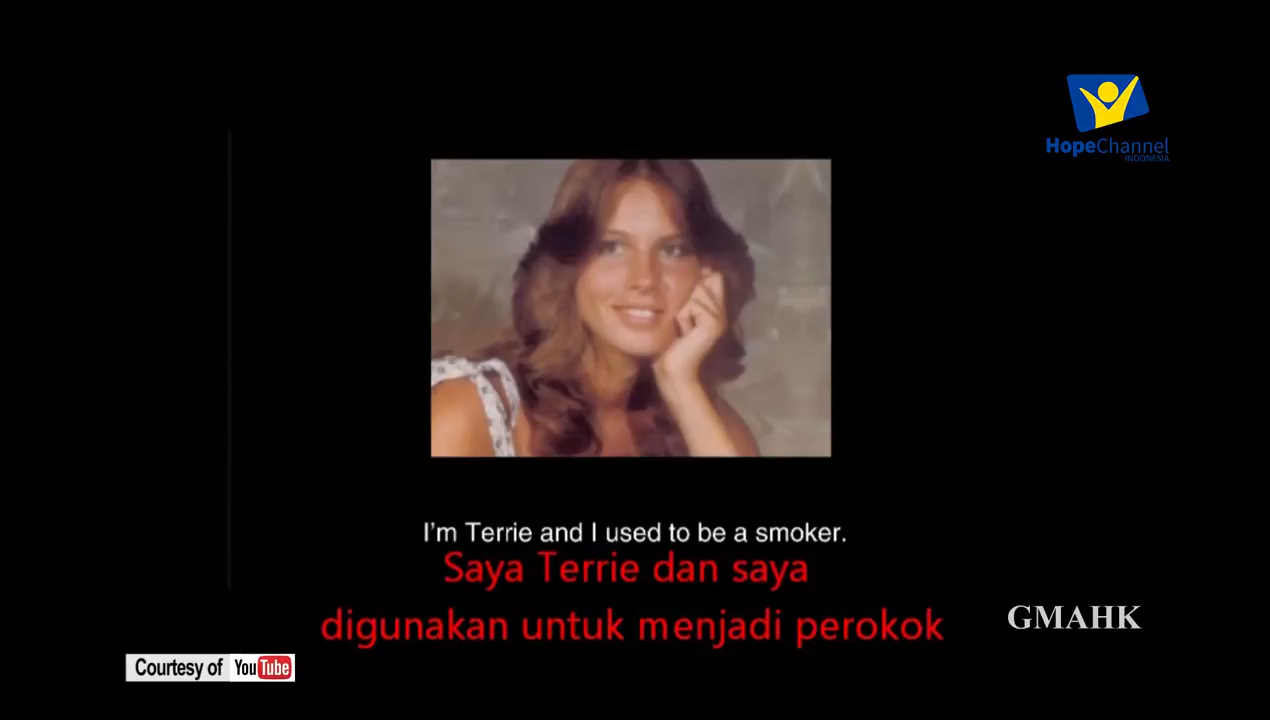 HopeChannel
INDONESIA
I'm Terrie and I used to be a smoker.
Saya Terrie dan saya
digunakan untuk menjadi perokok
GMAHK
Courtesy of YouTube